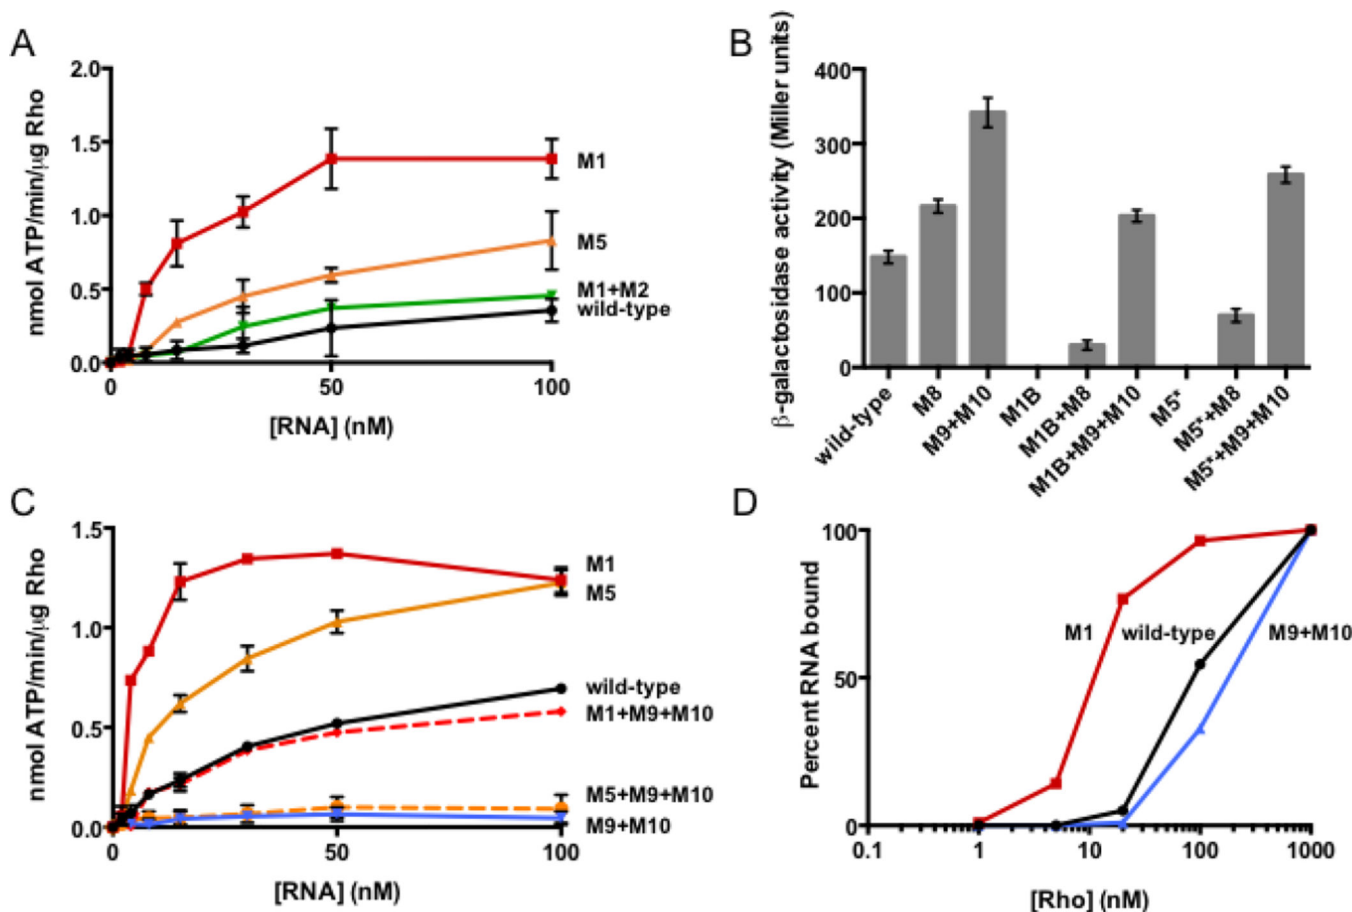 A
nmol ATP/min/µg Rho
2.0
1.5
1.0
0.5
0.0
0
50
100
[RNA] (nM)
M1
M5
M1+M2
wild-type
B
β-galactosidase activity (Miller units)
400
300
200
100
0
wild-type
M8
M9+M10
M1B
M1B+M8
M1B+M9+M10
M5*
M5*+M8
M5*+M9+M10
C
nmol ATP/min/µg Rho
1.5
1.0
0.5
0.0
0
50
100
[RNA] (nM)
M1
M5
wild-type
M1+M9+M10
M5+M9+M10
M9+M10
D
Percent RNA bound
100
50
0
0.1
1
10
100
1000
[Rho] (nM)
M1
wild-type
M9+M10